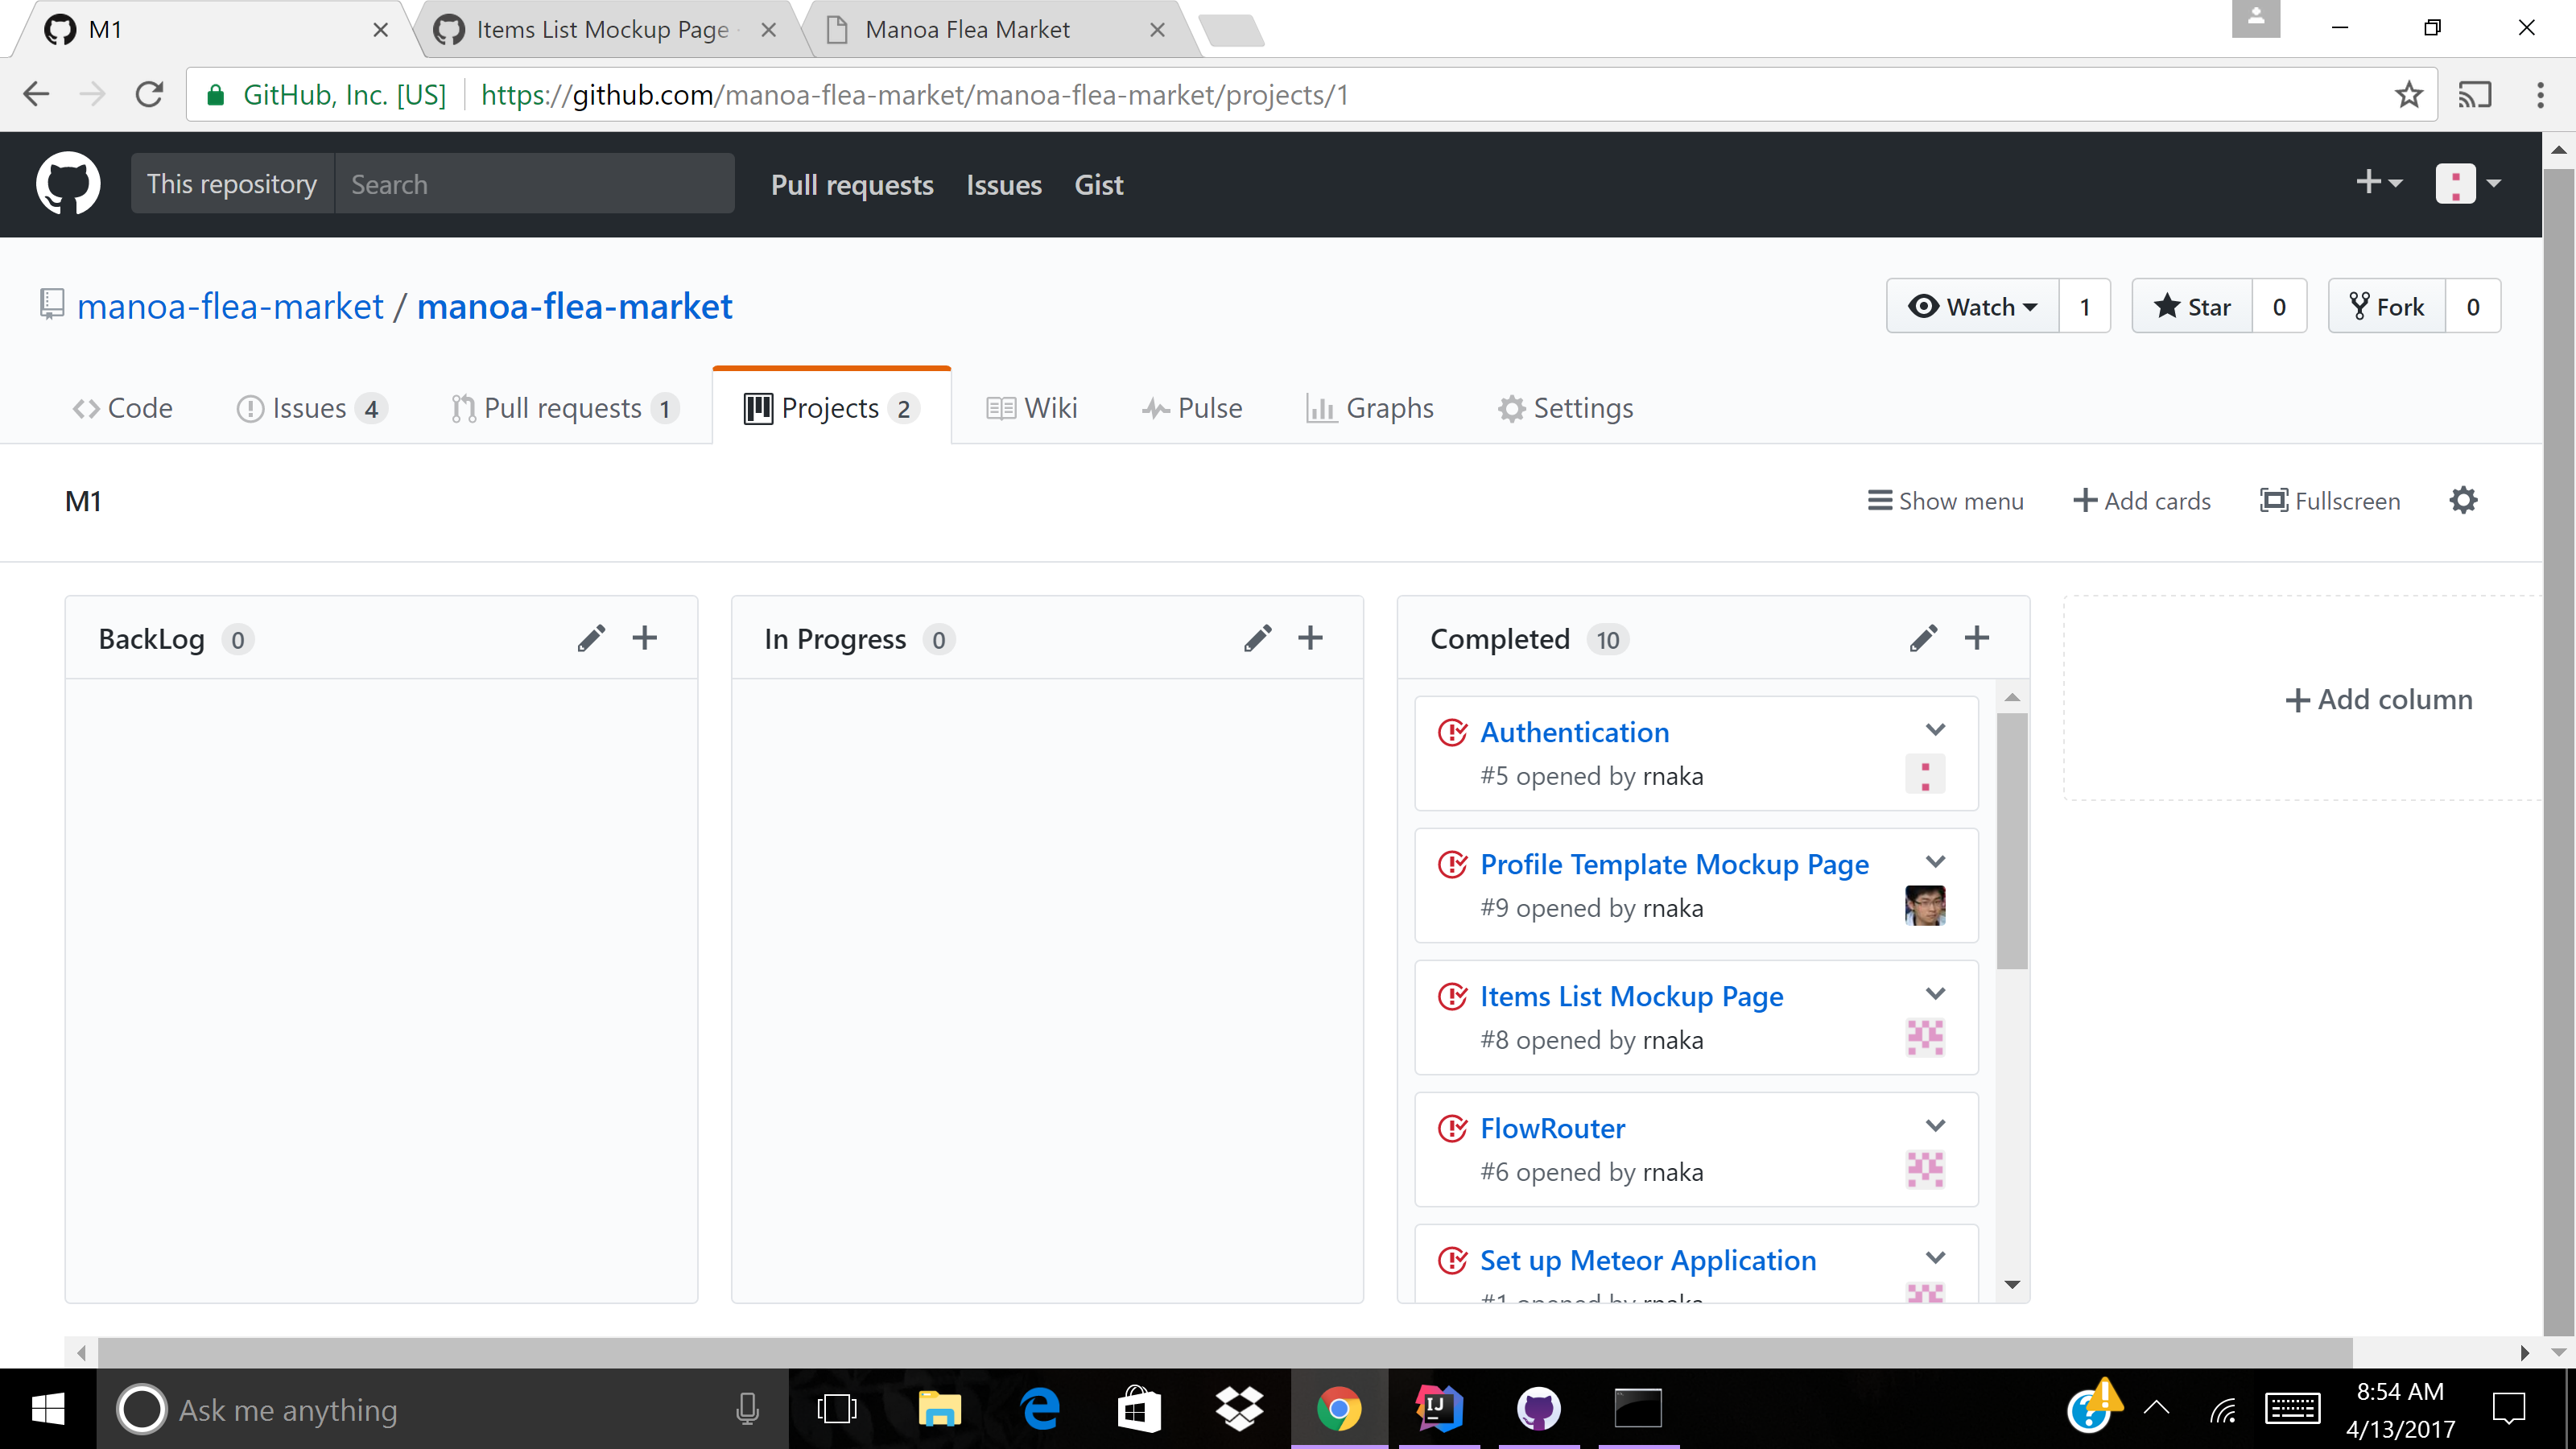 M1
Items List Mockup Page
Manoa Flea Market
GitHub, Inc. [US]
https://github.com/manoa-flea-market/manoa-flea-market/projects/1
This repository
Search
Pull requests
Issues
Gist
manoa-flea-market / manoa-flea-market
Watch
1
Star
0
Fork
0
Code
Issues 4
Pull requests 1
Projects 2
Wiki
Pulse
Graphs
Settings
M1
Show menu
Add cards
Fullscreen
BackLog 0
In Progress 0
Completed 10
Add column
Authentication
#5 opened by rnaka
Profile Template Mockup Page
#9 opened by rnaka
Items List Mockup Page
#8 opened by rnaka
FlowRouter
#6 opened by rnaka
Set up Meteor Application
#1 opened by rnaka
Ask me anything
IJ
8:54 AM
4/13/2017